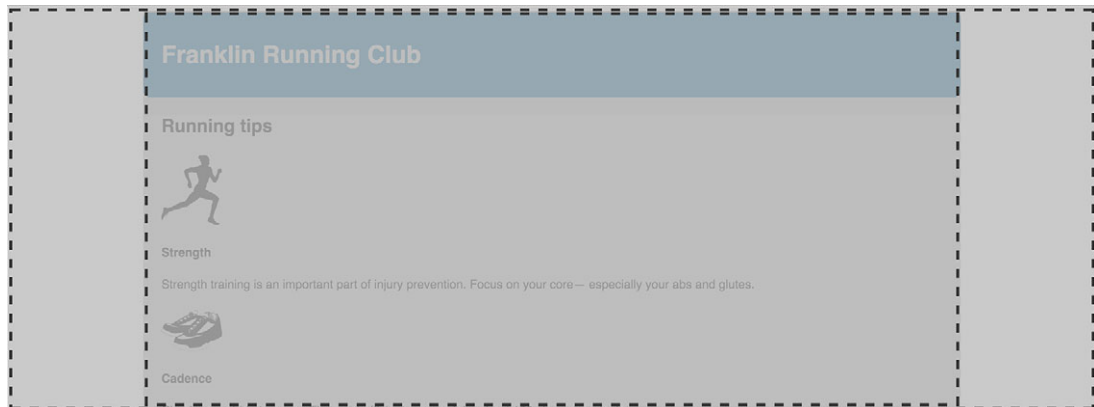 Franklin Running Club
Running tips
Strength
Strength training is an important part of injury prevention. Focus on your core— especially your abs and glutes.
Cadence